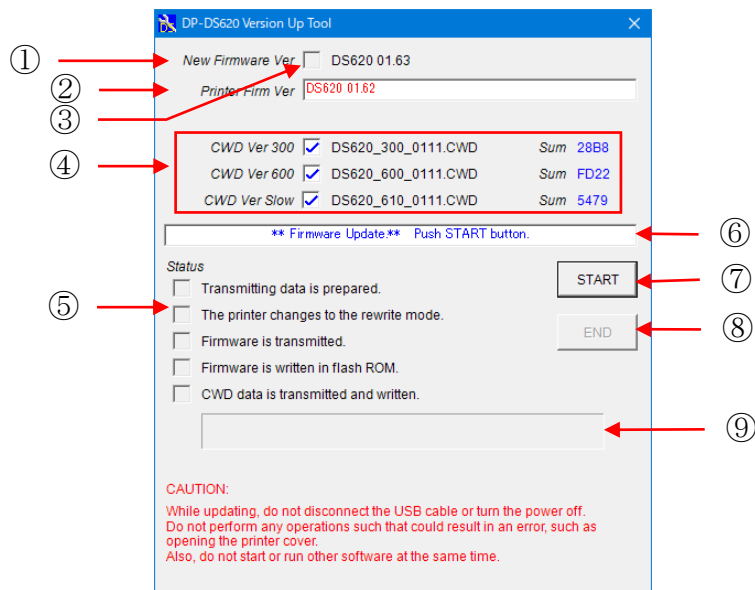 DP-DS620 Version Up Tool
① New Firmware Ver DS620 01.63
② Printer Firm Ver DS620 01.62
③
④
CWD Ver 300 DS620_300_0111.CWD Sum 28B8
CWD Ver 600 DS620_600_0111.CWD Sum FD22
CWD Ver Slow DS620_610_0111.CWD Sum 5479
** Firmware Update.** Push START button. ⑥
Status
START ⑦
Transmitting data is prepared.
⑤ The printer changes to the rewrite mode.
END ⑧
Firmware is transmitted.
Firmware is written in flash ROM.
CWD data is transmitted and written.
⑨
CAUTION:
While updating, do not disconnect the USB cable or turn the power off.
Do not perform any operations such that could result in an error, such as
opening the printer cover.
Also, do not start or run other software at the same time.